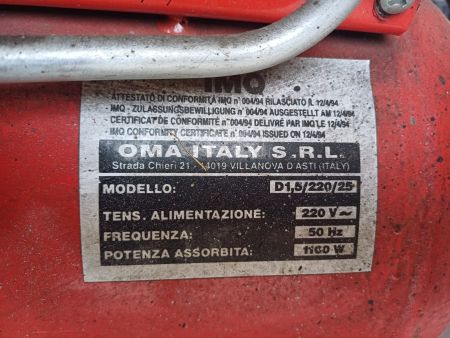 IMQ
- ATTESTATO DI CONFORMITÀ IMQ n° 004/94 RILASCIATO IL 12/4/94
- IMQ - ZULASSUNGSBEWILLIGUNG n° 004/94 AUSGESTELLT AM 12/4/94
- CERTIFICAT DE CONFORMITE n° 004/94 DELIVRÉ PAR IMQ LE 12/4/94
- IMQ CONFORMITY CERTIFICATE n° 004/94 ISSUED ON 12/4/94
OMA ITALY S.R.L.
Strada Chieri 21 - 14019 VILLANOVA D'ASTI (ITALY)
MODELLO: D1,5/220/25
TENS. ALIMENTAZIONE: 220 V ~
FREQUENZA: 50 Hz
POTENZA ASSORBITA: 1100 W